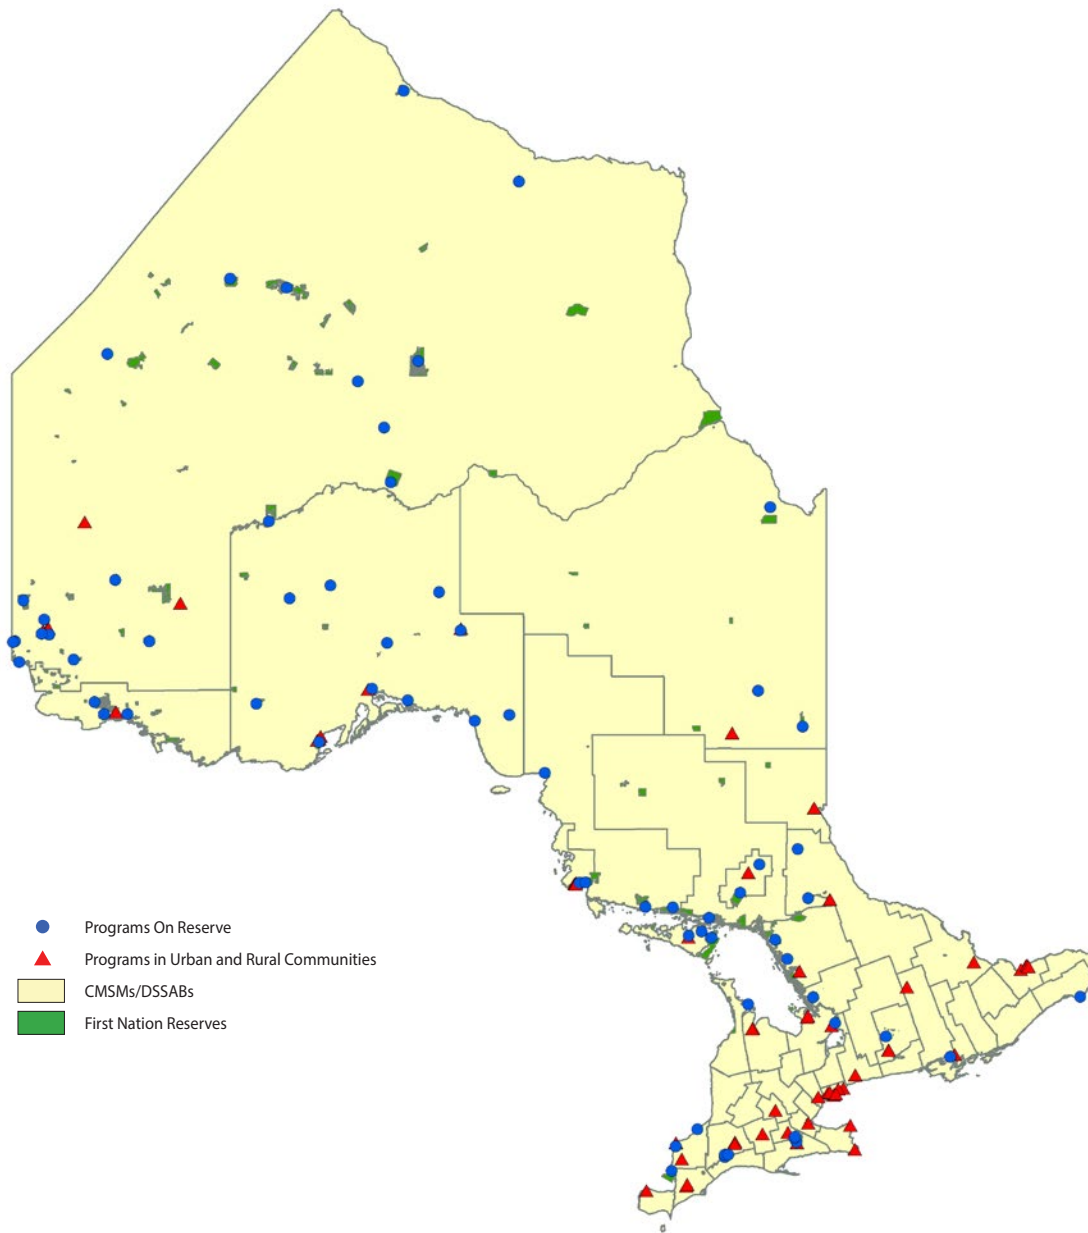 Programs On Reserve
Programs in Urban and Rural Communities
CMSMs/DSSABs
First Nation Reserves